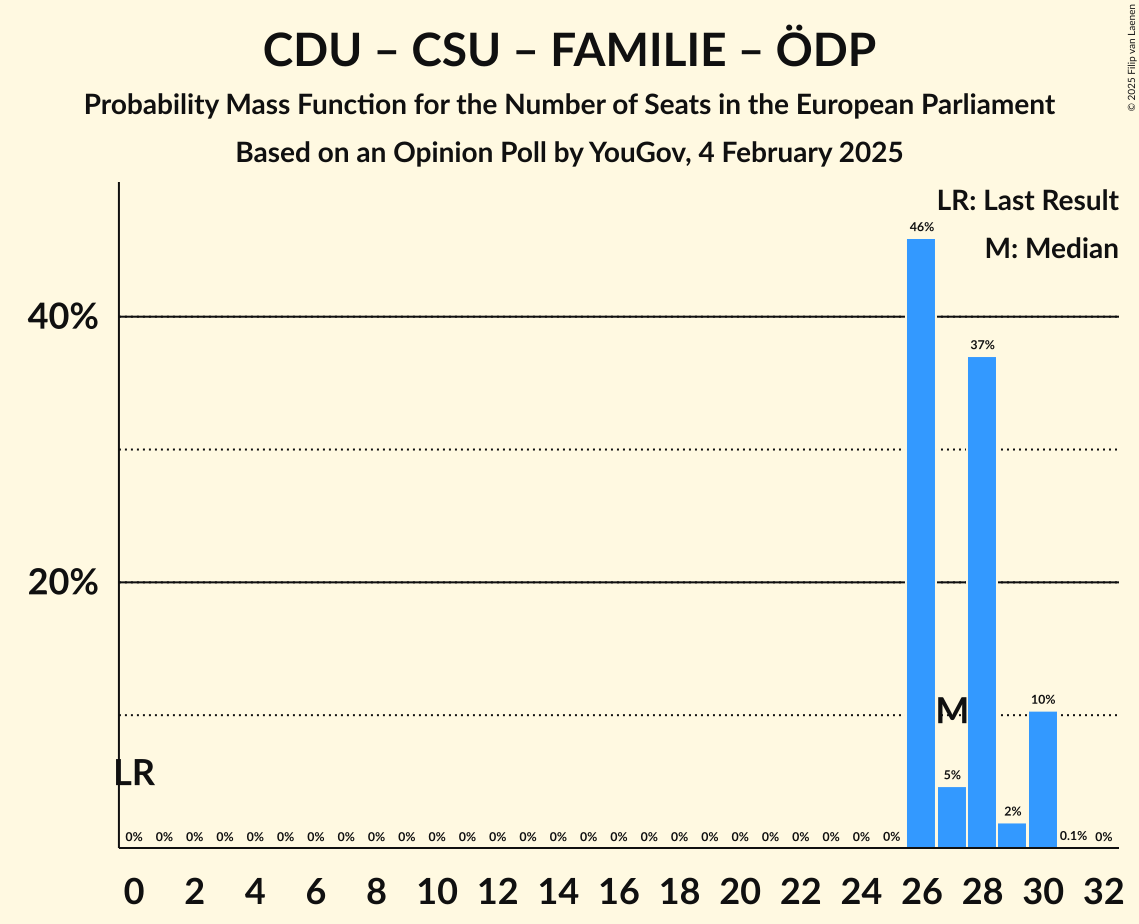 CDU – CSU – FAMILIE – ÖDP
Probability Mass Function for the Number of Seats in the European Parliament
Based on an Opinion Poll by YouGov, 4 February 2025
© 2025 Filip van Laenen
LR: Last Result
M: Median
46%
40%
37%
20%
10%
M
5%
LR
2%
0% 0% 0% 0% 0% 0% 0% 0% 0% 0% 0% 0% 0% 0% 0% 0% 0% 0% 0% 0% 0% 0% 0% 0% 0% 0% 0.1% 0%
0 2 4 6 8 10 12 14 16 18 20 22 24 26 28 30 32